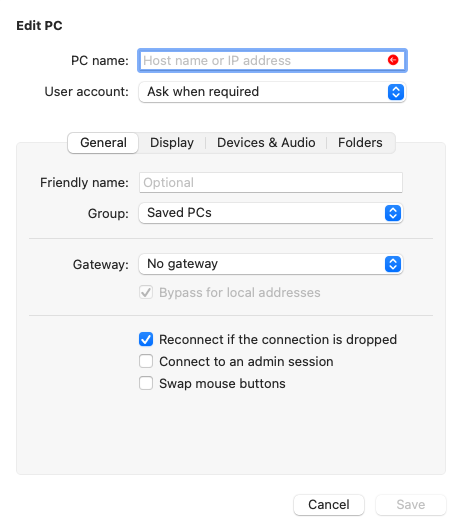 Edit PC
PC name: Host name or IP address
User account: Ask when required
General Display Devices & Audio Folders
Friendly name: Optional
Group: Saved PCs
Gateway: No gateway
Bypass for local addresses
Reconnect if the connection is dropped
Connect to an admin session
Swap mouse buttons
Cancel Save